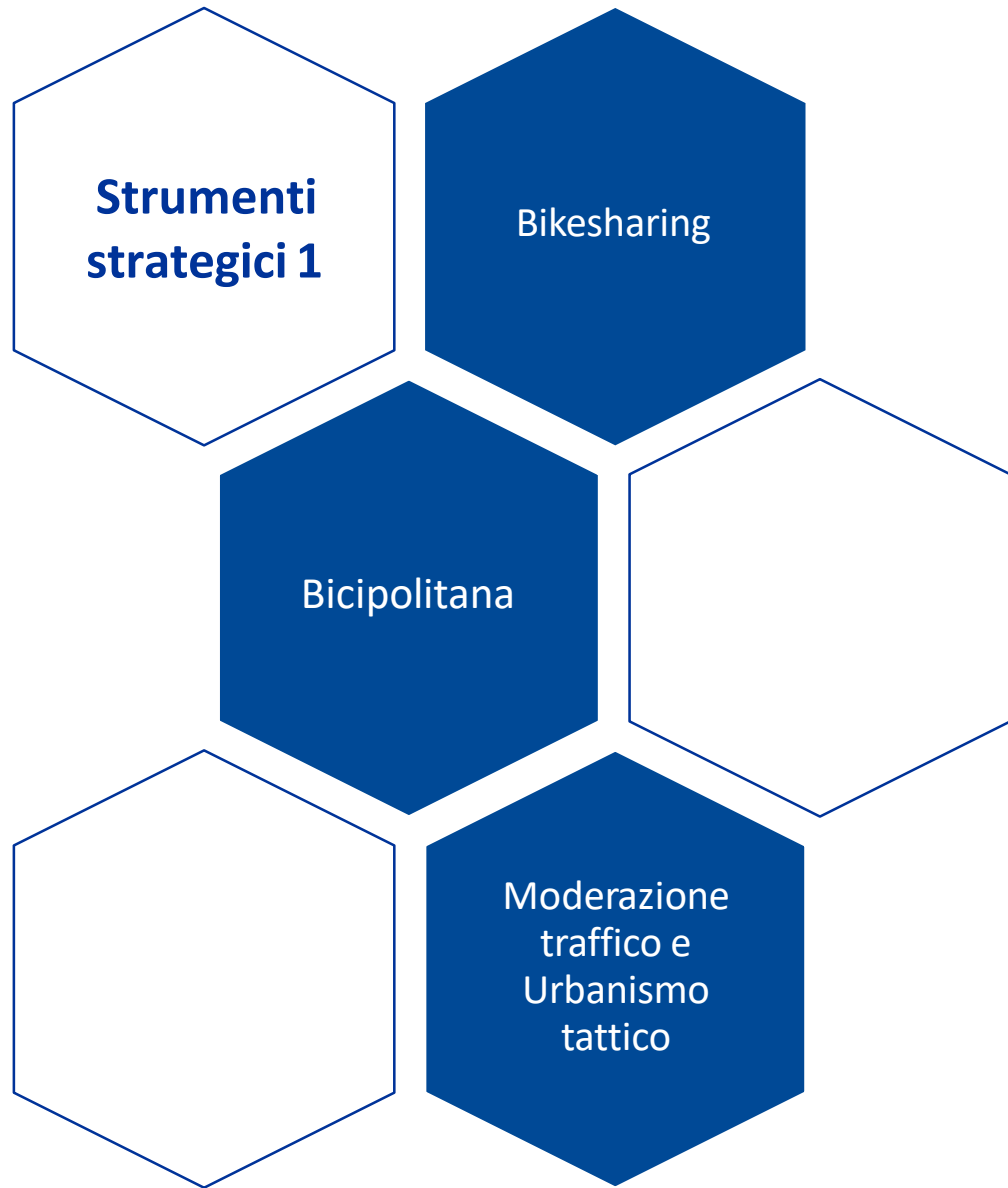 Strumenti
strategici 1
Bikesharing
Bicipolitana
Moderazione
traffico e
Urbanismo
tattico